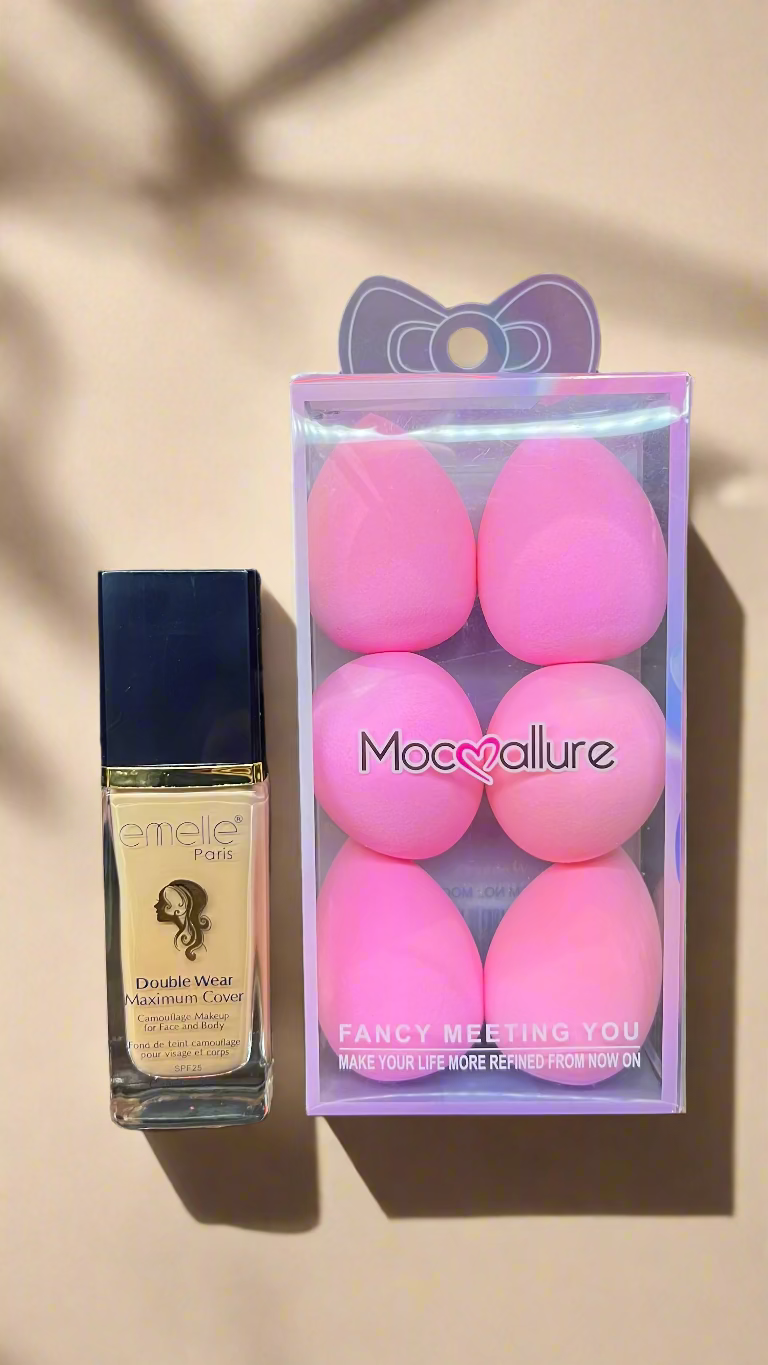 emelle®
Paris
Double Wear
Maximum Cover
Camouflage Makeup
for Face and Body
Fond de teint camouflage
pour visage et corps
SPF25
Mocallure
FANCY MEETING YOU
MAKE YOUR LIFE MORE REFINED FROM NOW ON